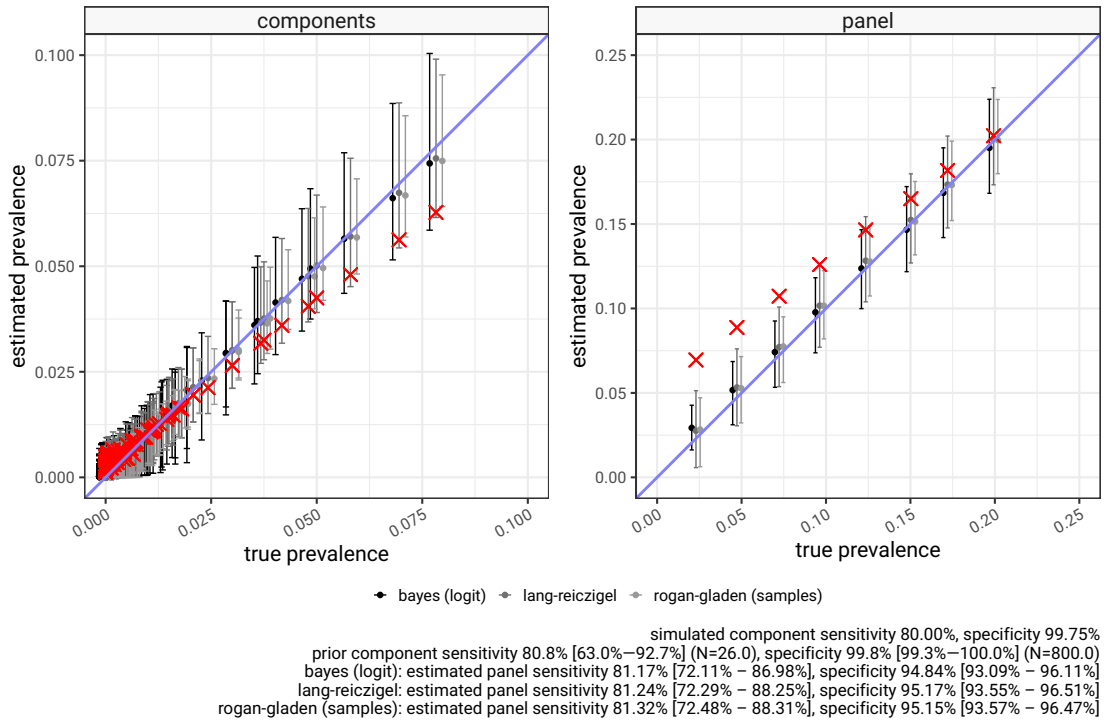 components
panel
estimated prevalence
0.100
0.075
0.050
0.025
0.000
0.000
0.025
0.050
0.075
0.100
true prevalence
estimated prevalence
0.25
0.20
0.15
0.10
0.05
0.00
0.00
0.05
0.10
0.15
0.20
0.25
true prevalence
bayes (logit) lang-reiczigel rogan-gladen (samples)
simulated component sensitivity 80.00%, specificity 99.75%
prior component sensitivity 80.8% [63.0%—92.7%] (N=26.0), specificity 99.8% [99.3%—100.0%] (N=800.0)
bayes (logit): estimated panel sensitivity 81.17% [72.11% – 86.98%], specificity 94.84% [93.09% – 96.11%]
lang-reiczigel: estimated panel sensitivity 81.24% [72.29% – 88.25%], specificity 95.17% [93.55% – 96.51%]
rogan-gladen (samples): estimated panel sensitivity 81.32% [72.48% – 88.31%], specificity 95.15% [93.57% – 96.47%]